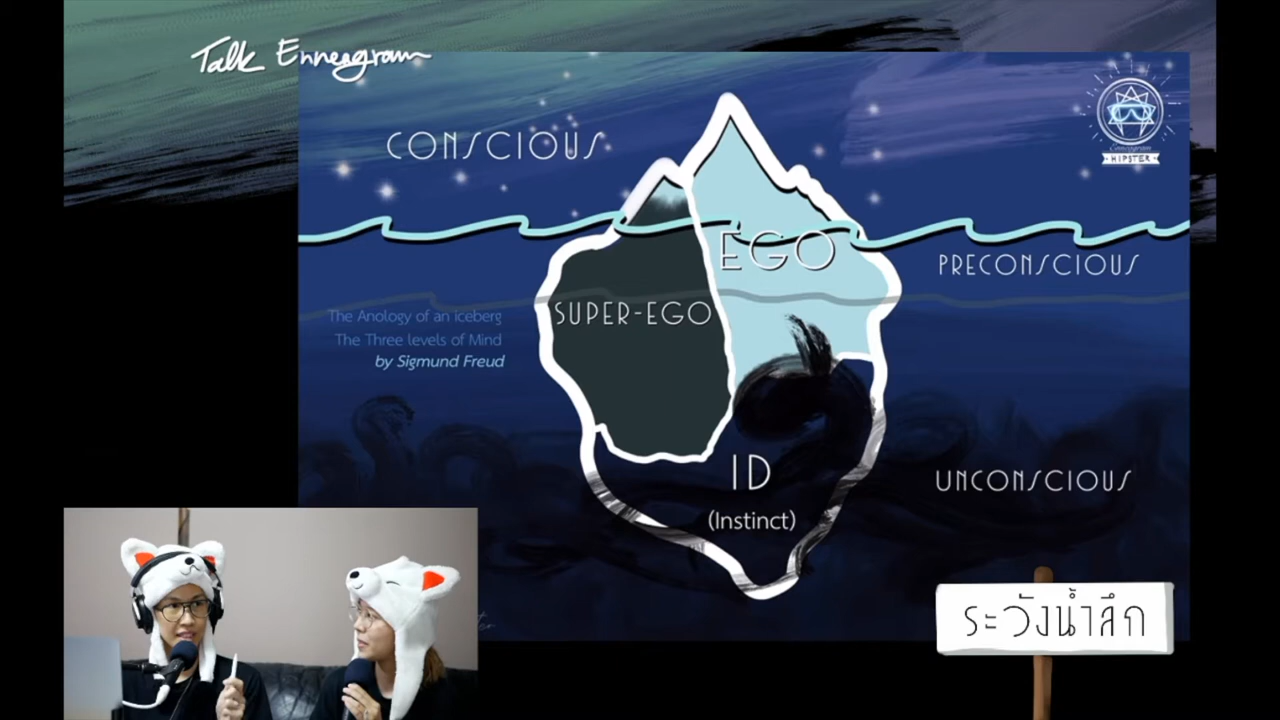 Talk Enneagram
CONSCIOUS
Enneagram
HIPSTER
EGO
PRECONSCIOUS
SUPER-EGO
The Anology of an iceberg
The Three levels of Mind
by Sigmund Freud
ID
(Instinct)
UNCONSCIOUS
ระวังน้ำลึก